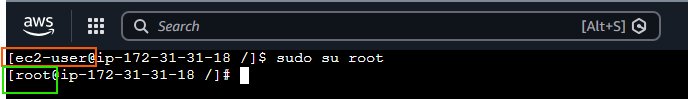 aws
Search
[Alt+S]
[ec2-user@ip-172-31-31-18 /]$ sudo su root
[root@ip-172-31-31-18 /]#